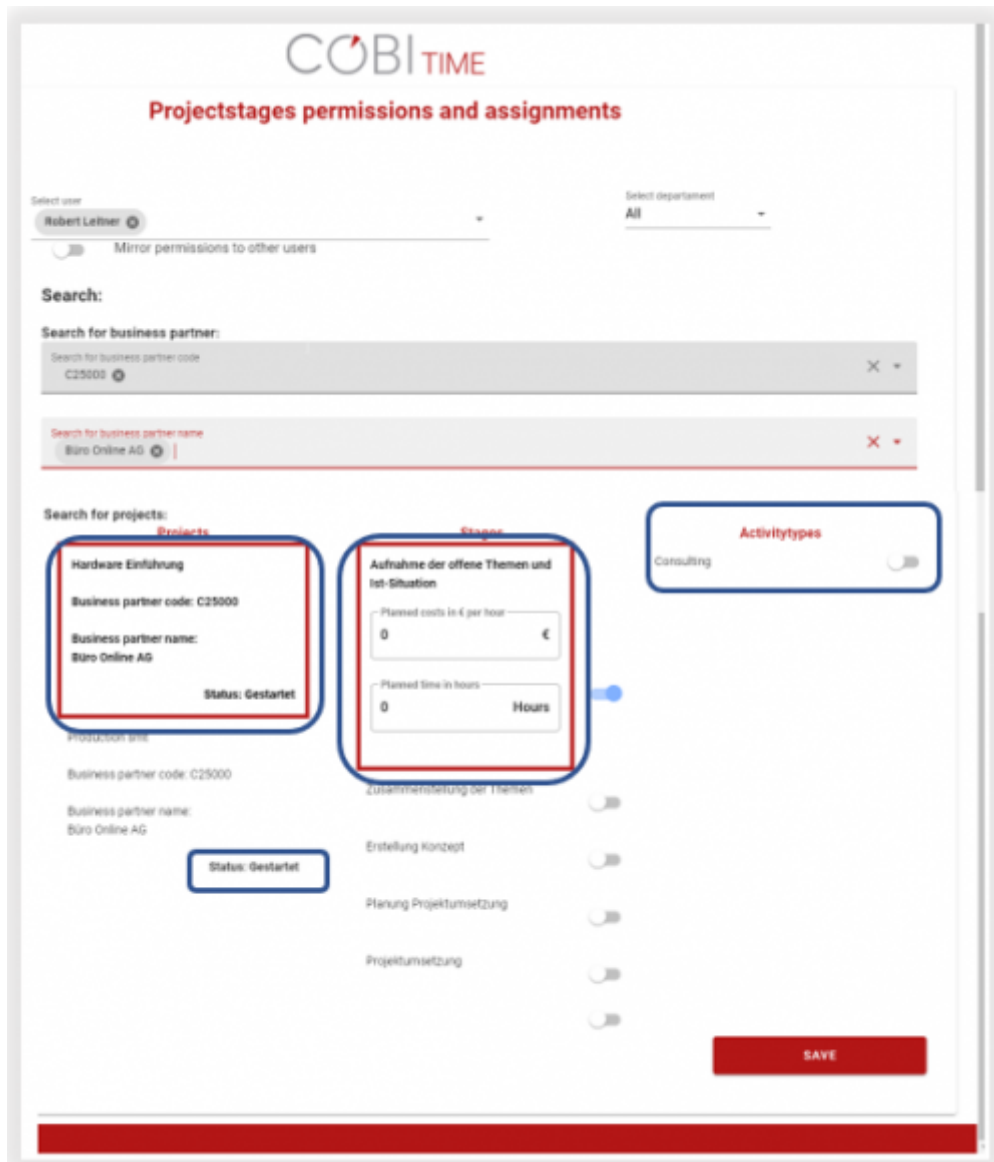 COBI TIME
Projectstages permissions and assignments
Select user
Robert Leitner
Select departament
All
Mirror permissions to other users
Search:
Search for business partner:
Search for business partner code
C25000
Search for business partner name
Büro Online AG
Search for projects:
Projects
Hardware Einführung
Business partner code: C25000
Business partner name:
Büro Online AG
Status: Gestartet
Production
Business partner code: C25000
Business partner name:
Büro Online AG
Status: Gestartet
Stages
Aufnahme der offene Themen und
Ist-Situation
Planned costs in € per hour
0 €
Planned time in hours
0 Hours
Zusammenstellung der Themen
Erstellung Konzept
Planung Projektumsetzung
Projektumsetzung
Activitytypes
Consulting
SAVE